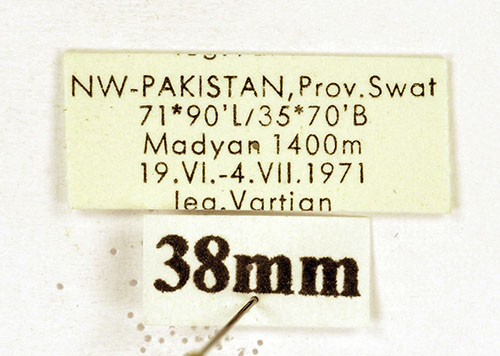 NW-PAKISTAN, Prov.Swat
71*90'L/35*70'B
Madyan 1400m
19.VI.-4.VII.1971
leg.Vartian
38mm